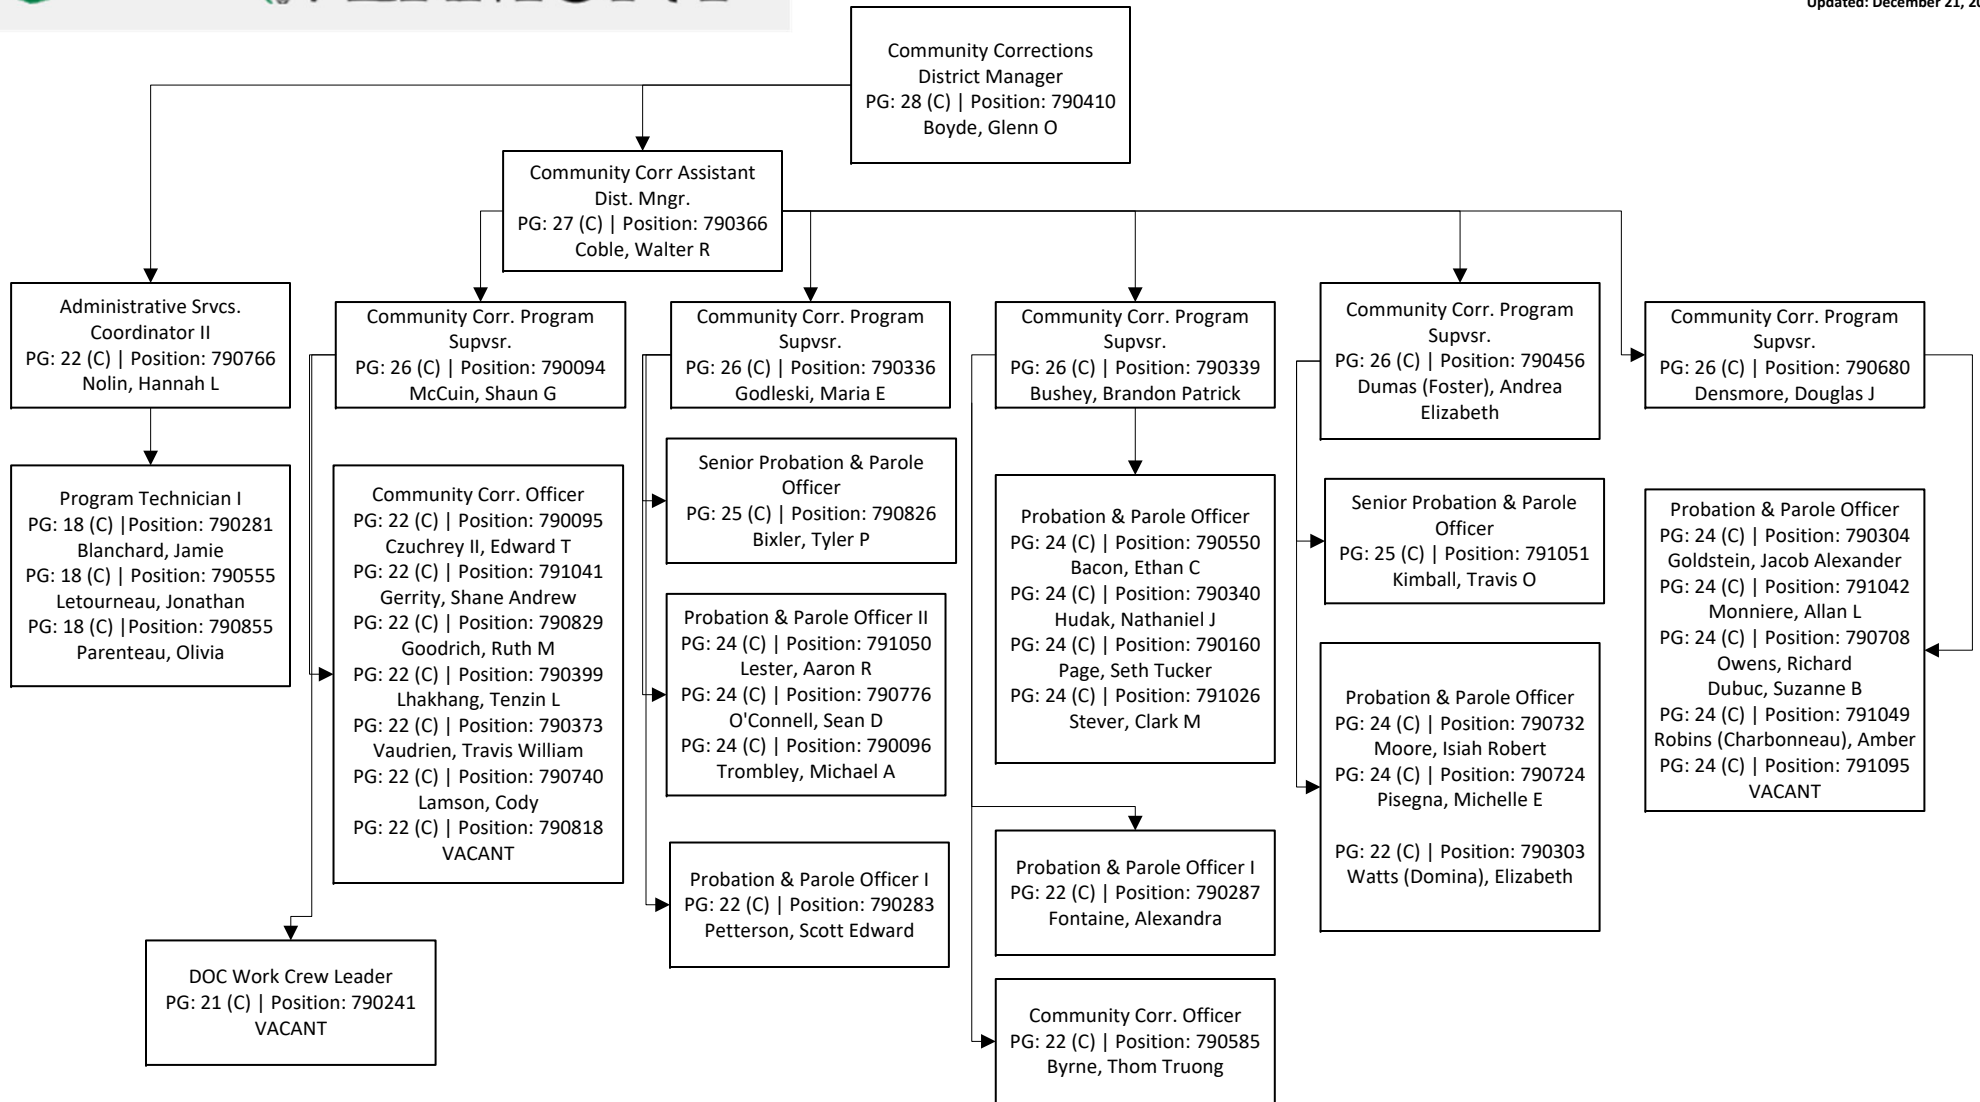 Updated: December 21, 20
Community Corrections
District Manager
PG: 28 (C) | Position: 790410
Boyde, Glenn O
Community Corr Assistant
Dist. Mngr.
PG: 27 (C) | Position: 790366
Coble, Walter R
Administrative Srvcs.
Coordinator II
PG: 22 (C) | Position: 790766
Nolin, Hannah L
Community Corr. Program
Supvsr.
PG: 26 (C) | Position: 790094
McCuin, Shaun G
Community Corr. Program
Supvsr.
PG: 26 (C) | Position: 790336
Godleski, Maria E
Community Corr. Program
Supvsr.
PG: 26 (C) | Position: 790339
Bushey, Brandon Patrick
Community Corr. Program
Supvsr.
PG: 26 (C) | Position: 790456
Dumas (Foster), Andrea
Elizabeth
Community Corr. Program
Supvsr.
PG: 26 (C) | Position: 790680
Densmore, Douglas J
Program Technician I
PG: 18 (C) |Position: 790281
Blanchard, Jamie
PG: 18 (C) | Position: 790555
Letourneau, Jonathan
PG: 18 (C) |Position: 790855
Parenteau, Olivia
Community Corr. Officer
PG: 22 (C) | Position: 790095
Czuchrey II, Edward T
PG: 22 (C) | Position: 791041
Gerrity, Shane Andrew
PG: 22 (C) | Position: 790829
Goodrich, Ruth M
PG: 22 (C) | Position: 790399
Lhakhang, Tenzin L
PG: 22 (C) | Position: 790373
Vaudrien, Travis William
PG: 22 (C) | Position: 790740
Lamson, Cody
PG: 22 (C) | Position: 790818
VACANT
DOC Work Crew Leader
PG: 21 (C) | Position: 790241
VACANT
Senior Probation & Parole
Officer
PG: 25 (C) | Position: 790826
Bixler, Tyler P
Probation & Parole Officer II
PG: 24 (C) | Position: 791050
Lester, Aaron R
PG: 24 (C) | Position: 790776
O'Connell, Sean D
PG: 24 (C) | Position: 790096
Trombley, Michael A
Probation & Parole Officer I
PG: 22 (C) | Position: 790283
Petterson, Scott Edward
Probation & Parole Officer
PG: 24 (C) | Position: 790550
Bacon, Ethan C
PG: 24 (C) | Position: 790340
Hudak, Nathaniel J
PG: 24 (C) | Position: 790160
Page, Seth Tucker
PG: 24 (C) | Position: 791026
Stever, Clark M
Probation & Parole Officer I
PG: 22 (C) | Position: 790287
Fontaine, Alexandra
Community Corr. Officer
PG: 22 (C) | Position: 790585
Byrne, Thom Truong
Senior Probation & Parole
Officer
PG: 25 (C) | Position: 791051
Kimball, Travis O
Probation & Parole Officer
PG: 24 (C) | Position: 790732
Moore, Isiah Robert
PG: 24 (C) | Position: 790724
Pisegna, Michelle E
PG: 22 (C) | Position: 790303
Watts (Domina), Elizabeth
Probation & Parole Officer
PG: 24 (C) | Position: 790304
Goldstein, Jacob Alexander
PG: 24 (C) | Position: 791042
Monniere, Allan L
PG: 24 (C) | Position: 790708
Owens, Richard
Dubuc, Suzanne B
PG: 24 (C) | Position: 791049
Robins (Charbonneau), Amber
PG: 24 (C) | Position: 791095
VACANT